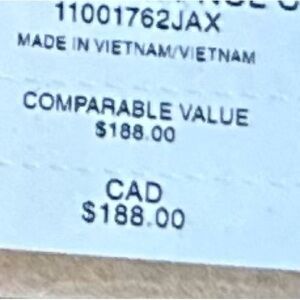 11001762JAX
MADE IN VIETNAM/VIETNAM
COMPARABLE VALUE
$188.00
CAD
$188.00